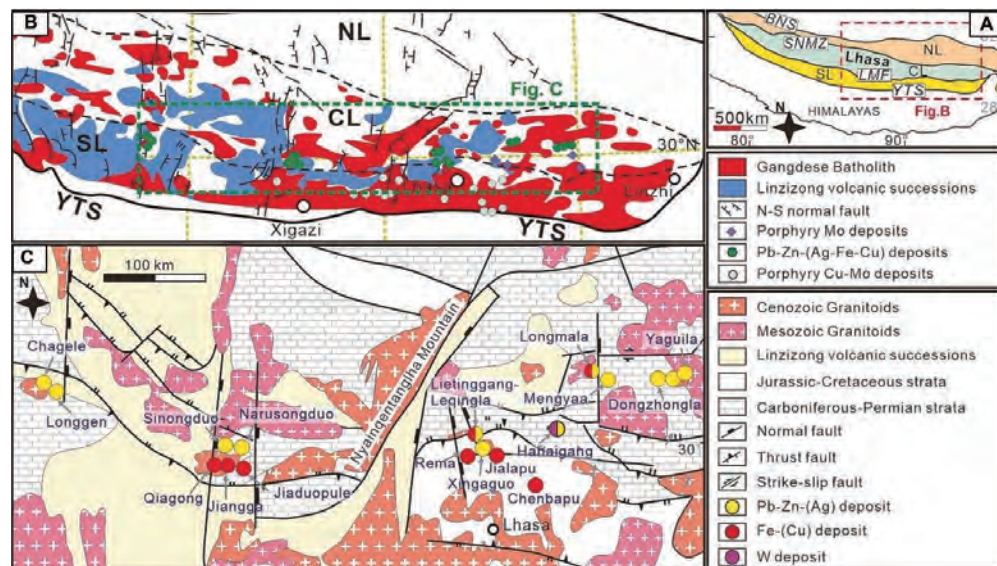 B
NL
Fig. C
CL
SL
30°N
Linzhi
YTS
Xigazi
YTS
A
BNS
SNMZ
NL
Lhasa
CL
SL
LMF
YTS
N
HIMALAYAS
Fig.B
500km
80°
90°
28
Gangdese Batholith
Linzizong volcanic successions
N-S normal fault
Porphyry Mo deposits
Pb-Zn-(Ag-Fe-Cu) deposits
Porphyry Cu-Mo deposits
C
100 km
N
Chagele
Longgen
Sinongduo
Narusongduo
Qiagong
Jiangga
Jiaduopule
Nyainqentanglha Mountain
Lietinggang-
Leqingla
Longmala
Yaguila
Mengyaa
Dongzhongla
30
Hahaigang
Rema
Jialapu
Xingaguo
Chenbapu
Lhasa
Cenozoic Granitoids
Mesozoic Granitoids
Linzizong volcanic successions
Jurassic-Cretaceous strata
Carboniferous-Permian strata
Normal fault
Thrust fault
Strike-slip fault
Pb-Zn-(Ag) deposit
Fe-(Cu) deposit
W deposit